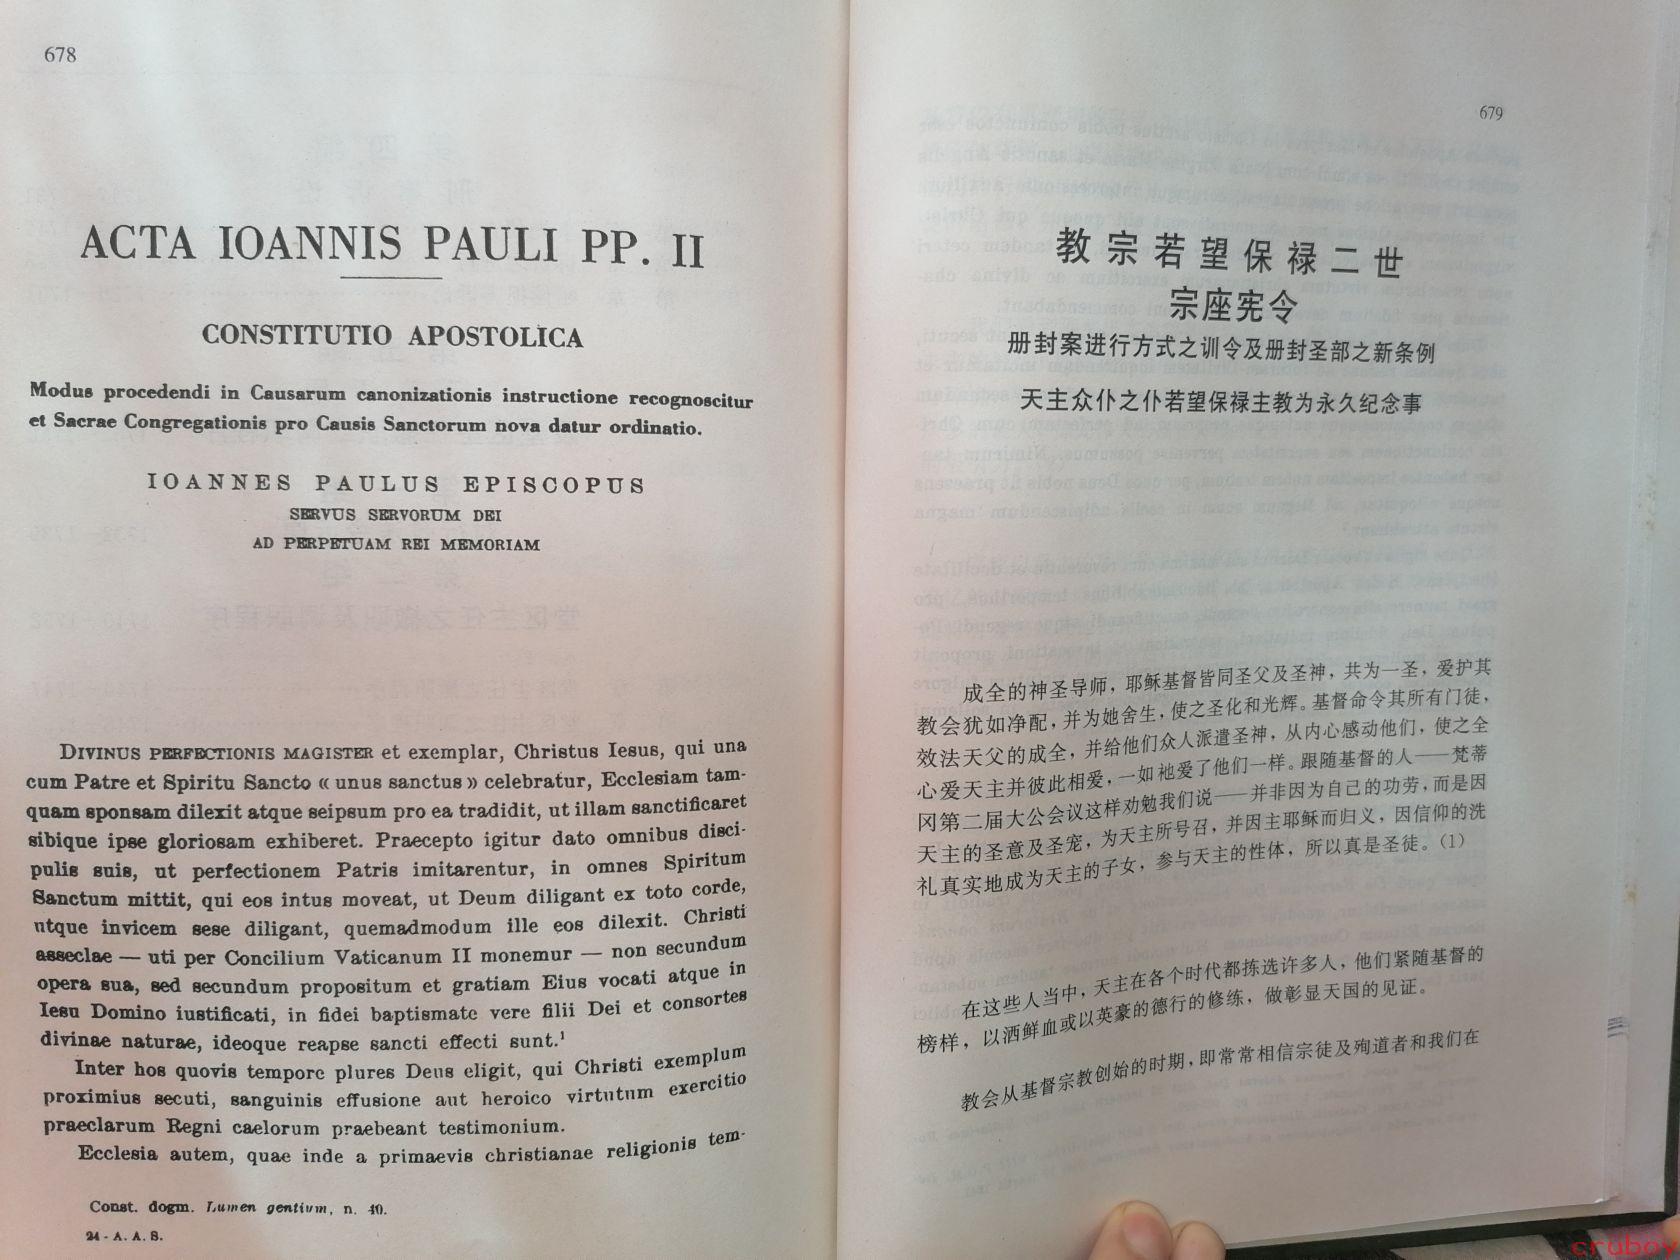 678
ACTA IOANNIS PAULI PP. II
CONSTITUTIO APOSTOLICA
Modus procedendi in Causarum canonizationis instructione recognoscitur
et Sacrae Congregationis pro Causis Sanctorum nova datur ordinatio.
IOANNES PAULUS EPISCOPUS
SERVUS SERVORUM DEI
AD PERPETUAM REI MEMORIAM
DIVINUS PERFECTIONIS MAGISTER et exemplar, Christus Iesus, qui una
cum Patre et Spiritu Sancto « unus sanctus » celebratur, Ecclesiam tam-
quam sponsam dilexit atque seipsum pro ea tradidit, ut illam sanctificaret
sibique ipse gloriosam exhiberet. Praecepto igitur dato omnibus disci-
pulis suis, ut perfectionem Patris imitarentur, in omnes Spiritum
Sanctum mittit, qui eos intus moveat, ut Deum diligant ex toto corde,
utque invicem sese diligant, quemadmodum ille eos dilexit. Christi
asseclae — uti per Concilium Vaticanum II monemur — non secundum
opera sua, sed secundum propositum et gratiam Eius vocati atque in
Iesu Domino iustificati, in fidei baptismate vere filii Dei et consortes
divinae naturae, ideoque reapse sancti effecti sunt.¹
Inter hos quovis tempore plures Deus eligit, qui Christi exemplum
proximius secuti, sanguinis effusione aut heroico virtutum exercitio
praeclarum Regni caelorum praebeant testimonium.
Ecclesia autem, quae inde a primaevis christianae religionis tem-
Const. dogm. Lumen gentium, n. 40.
24 - A. A. S.
679
教宗若望保禄二世
宗座宪令
册封案进行方式之训令及册封圣部之新条例
天主众仆之仆若望保禄主教为永久纪念事
成全的神圣导师，耶稣基督皆同圣父及圣神，共为一圣，爱护其
教会犹如净配，并为她舍生，使之圣化和光辉。基督命令其所有门徒，
效法天父的成全，并给他们众人派遣圣神，从内心感动他们，使之全
心爱天主并彼此相爱，一如祂爱了他们一样。跟随基督的人——梵蒂
冈第二届大公会议这样劝勉我们说——并非因为自己的功劳，而是因
天主的圣意及圣宠，为天主所号召，并因主耶稣而归义，因信仰的洗
礼真实地成为天主的子女，参与天主的性体，所以真是圣徒。(1)
在这些人当中，天主在各个时代都拣选许多人，他们紧随基督的
榜样，以洒鲜血或以英豪的德行的修练，做彰显天国的见证。
教会从基督宗教创始的时期，即常常相信宗徒及殉道者和我们在